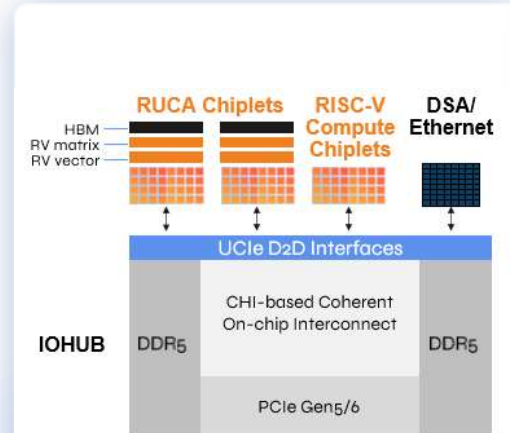 RUCA Chiplets
RISC-V
Compute
Chiplets
DSA/
Ethernet
HBM
RV matrix
RV vector
UCIe D2D Interfaces
CHI-based Coherent
On-chip Interconnect
IOHUB
DDR5
DDR5
PCIe Gen5/6